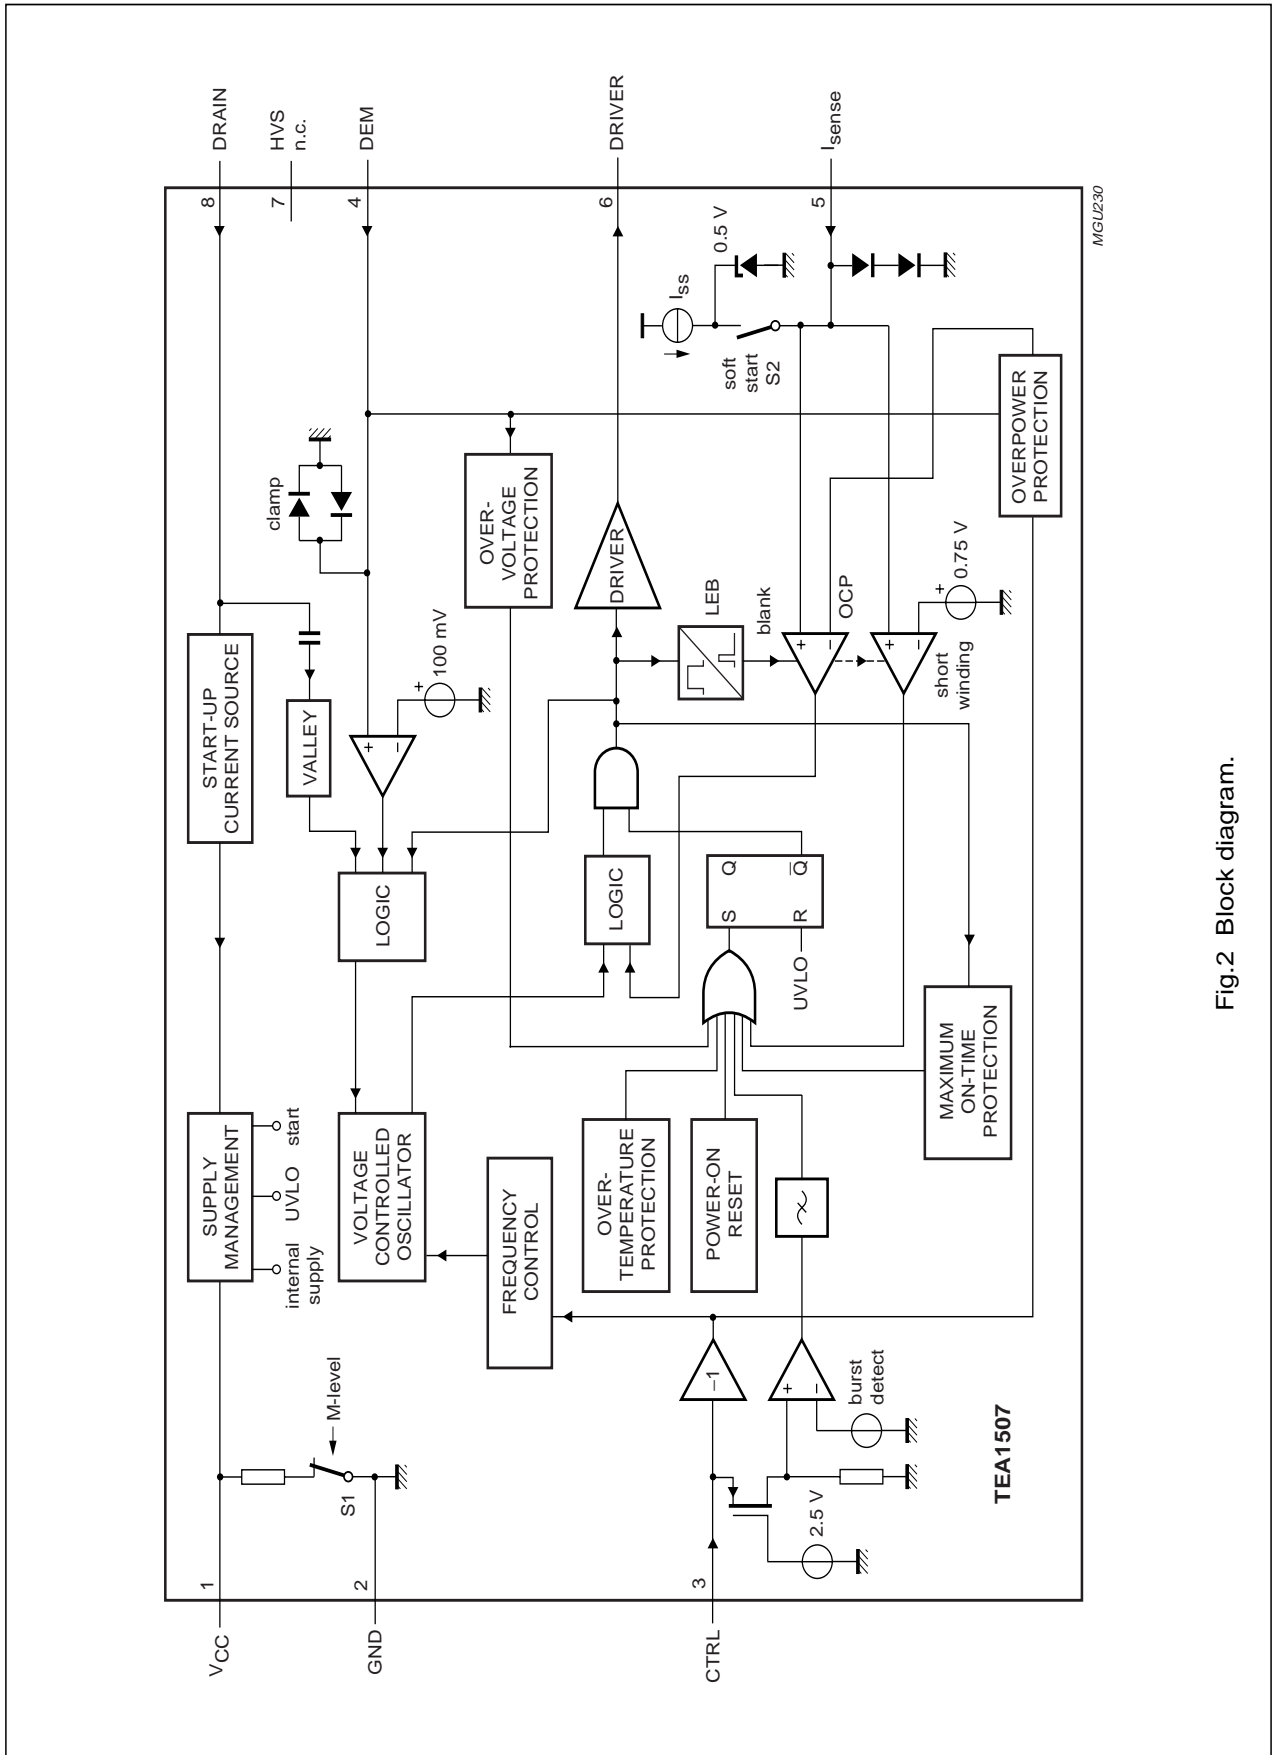 VCC
1
GND
2
CTRL
3
8
DRAIN
7
HVS
n.c.
4
DEM
6
DRIVER
5
Isense
SUPPLY
MANAGEMENT
internal
supply
UVLO
start
START-UP
CURRENT SOURCE
clamp
M-level
S1
VALLEY
100 mV
+
+
−
LOGIC
VOLTAGE
CONTROLLED
OSCILLATOR
FREQUENCY
CONTROL
OVER-
VOLTAGE
PROTECTION
LOGIC
DRIVER
LEB
blank
OVER-
TEMPERATURE
PROTECTION
POWER-ON
RESET
S
Q
R
Q
UVLO
−1
+
−
burst
detect
2.5 V
MAXIMUM
ON-TIME
PROTECTION
Iss
0.5 V
soft
start
S2
+
−
OCP
+
−
short
winding
+
0.75 V
OVERPOWER
PROTECTION
TEA1507
MGU230
Fig.2 Block diagram.